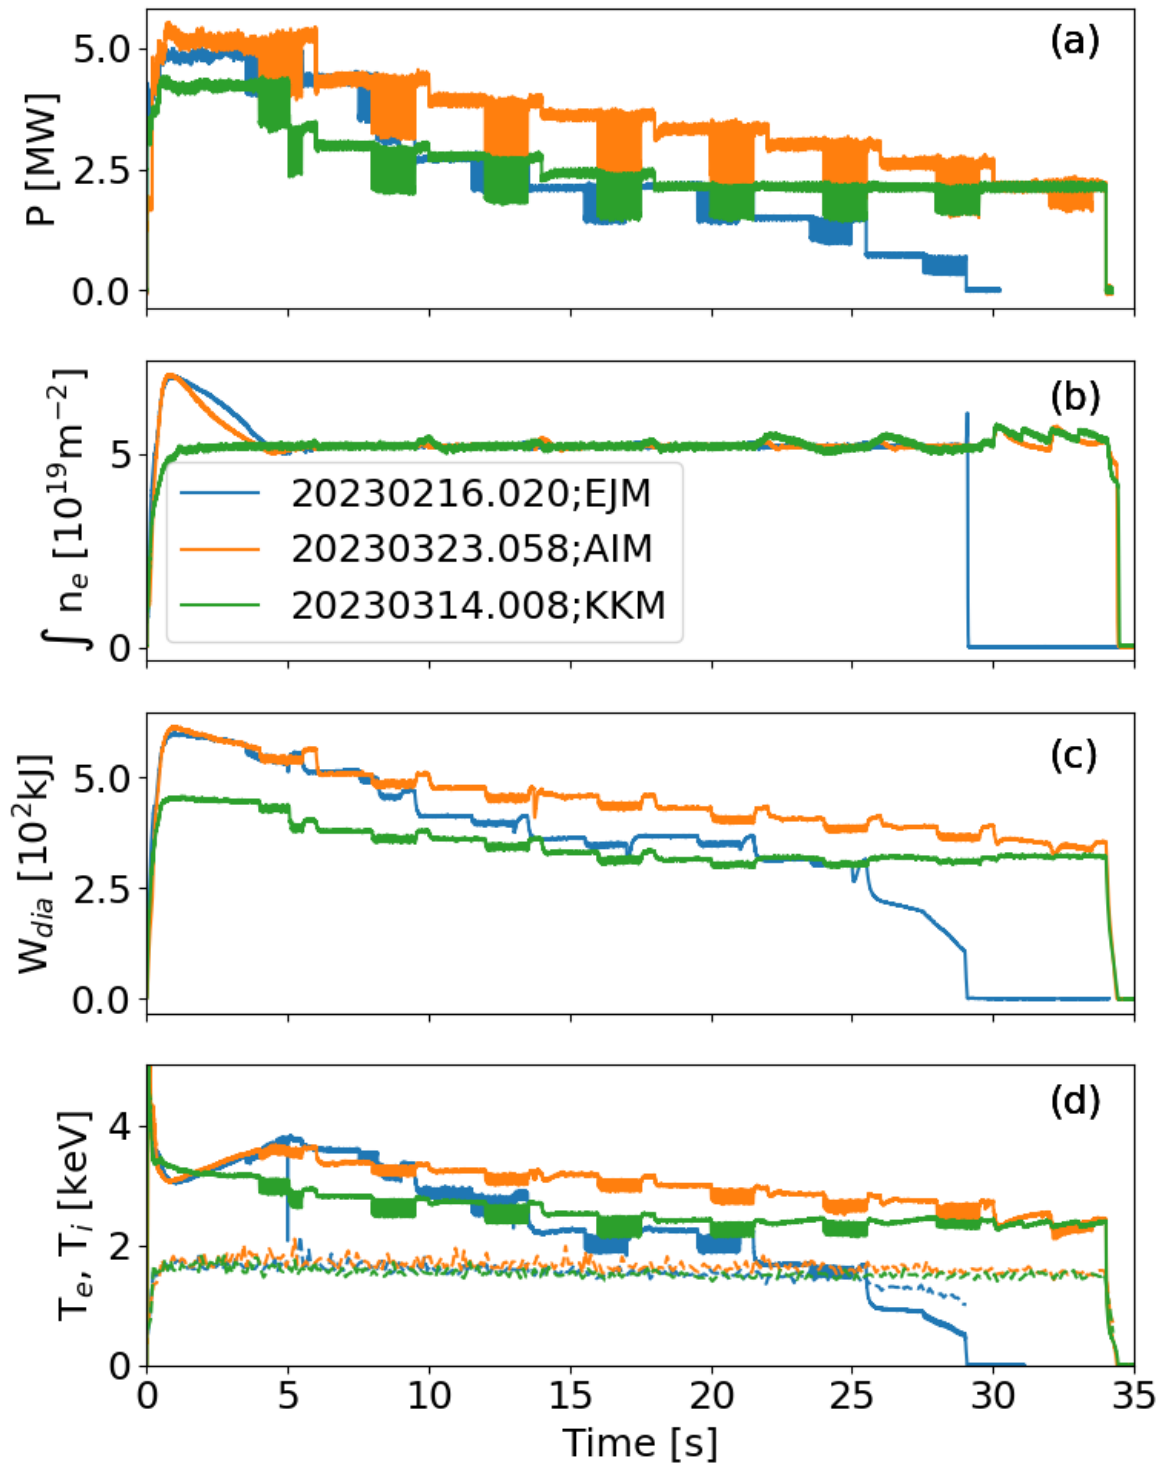 (a)
P [MW]
5.0
2.5
0.0
(b)
∫ n_e [10^19 m^−2]
5
0
20230216.020;EJM
20230323.058;AIM
20230314.008;KKM
(c)
W_dia [10^2 kJ]
5.0
2.5
0.0
(d)
T_e, T_i [keV]
4
2
0
0 5 10 15 20 25 30 35
Time [s]